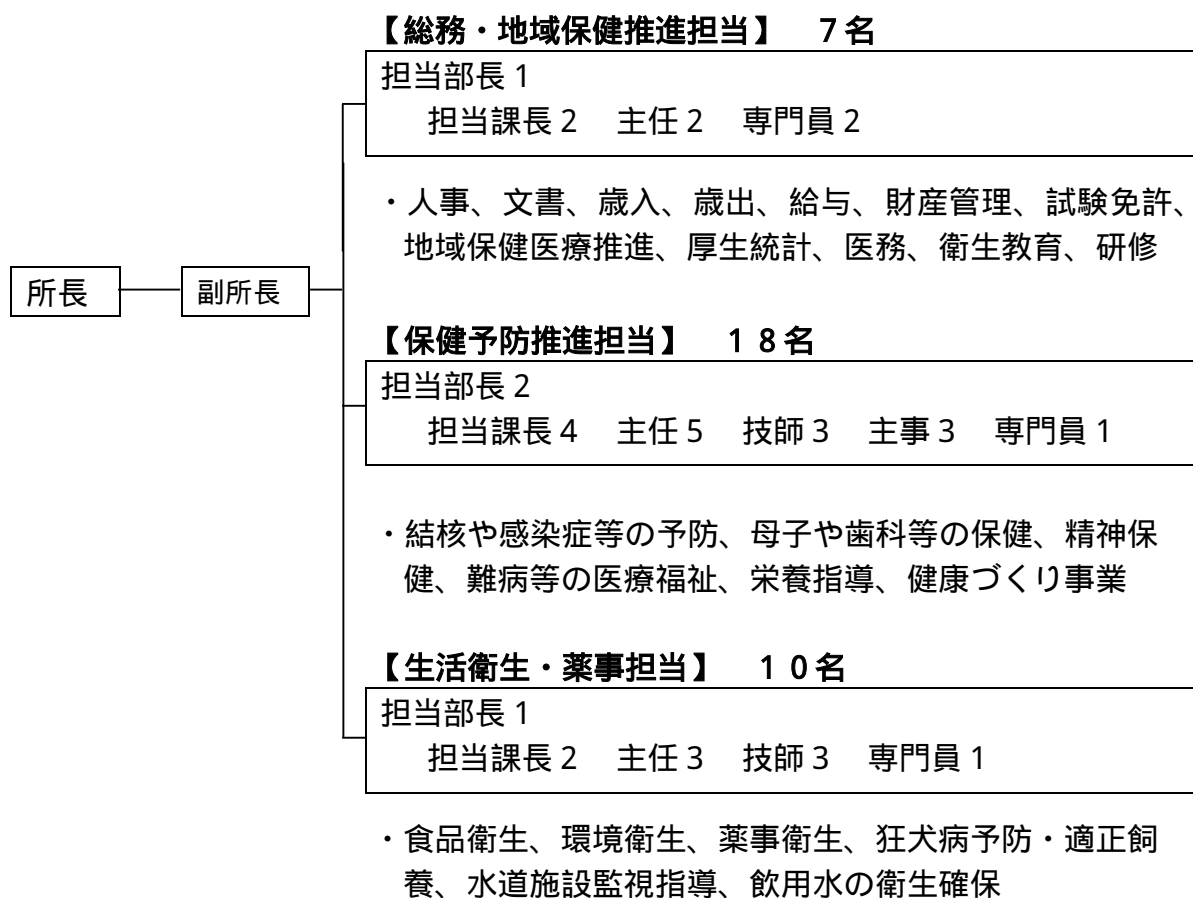 【総務・地域保健推進担当】　７名
担当部長 1
担当課長 2　主任 2　専門員 2
・人事、文書、歳入、歳出、給与、財産管理、試験免許、
地域保健医療推進、厚生統計、医務、衛生教育、研修
所長
副所長
【保健予防推進担当】　１８名
担当部長 2
担当課長 4　主任 5　技師 3　主事 3　専門員 1
・結核や感染症等の予防、母子や歯科等の保健、精神保
健、難病等の医療福祉、栄養指導、健康づくり事業
【生活衛生・薬事担当】　１０名
担当部長 1
担当課長 2　主任 3　技師 3　専門員 1
・食品衛生、環境衛生、薬事衛生、狂犬病予防・適正飼
養、水道施設監視指導、飲用水の衛生確保